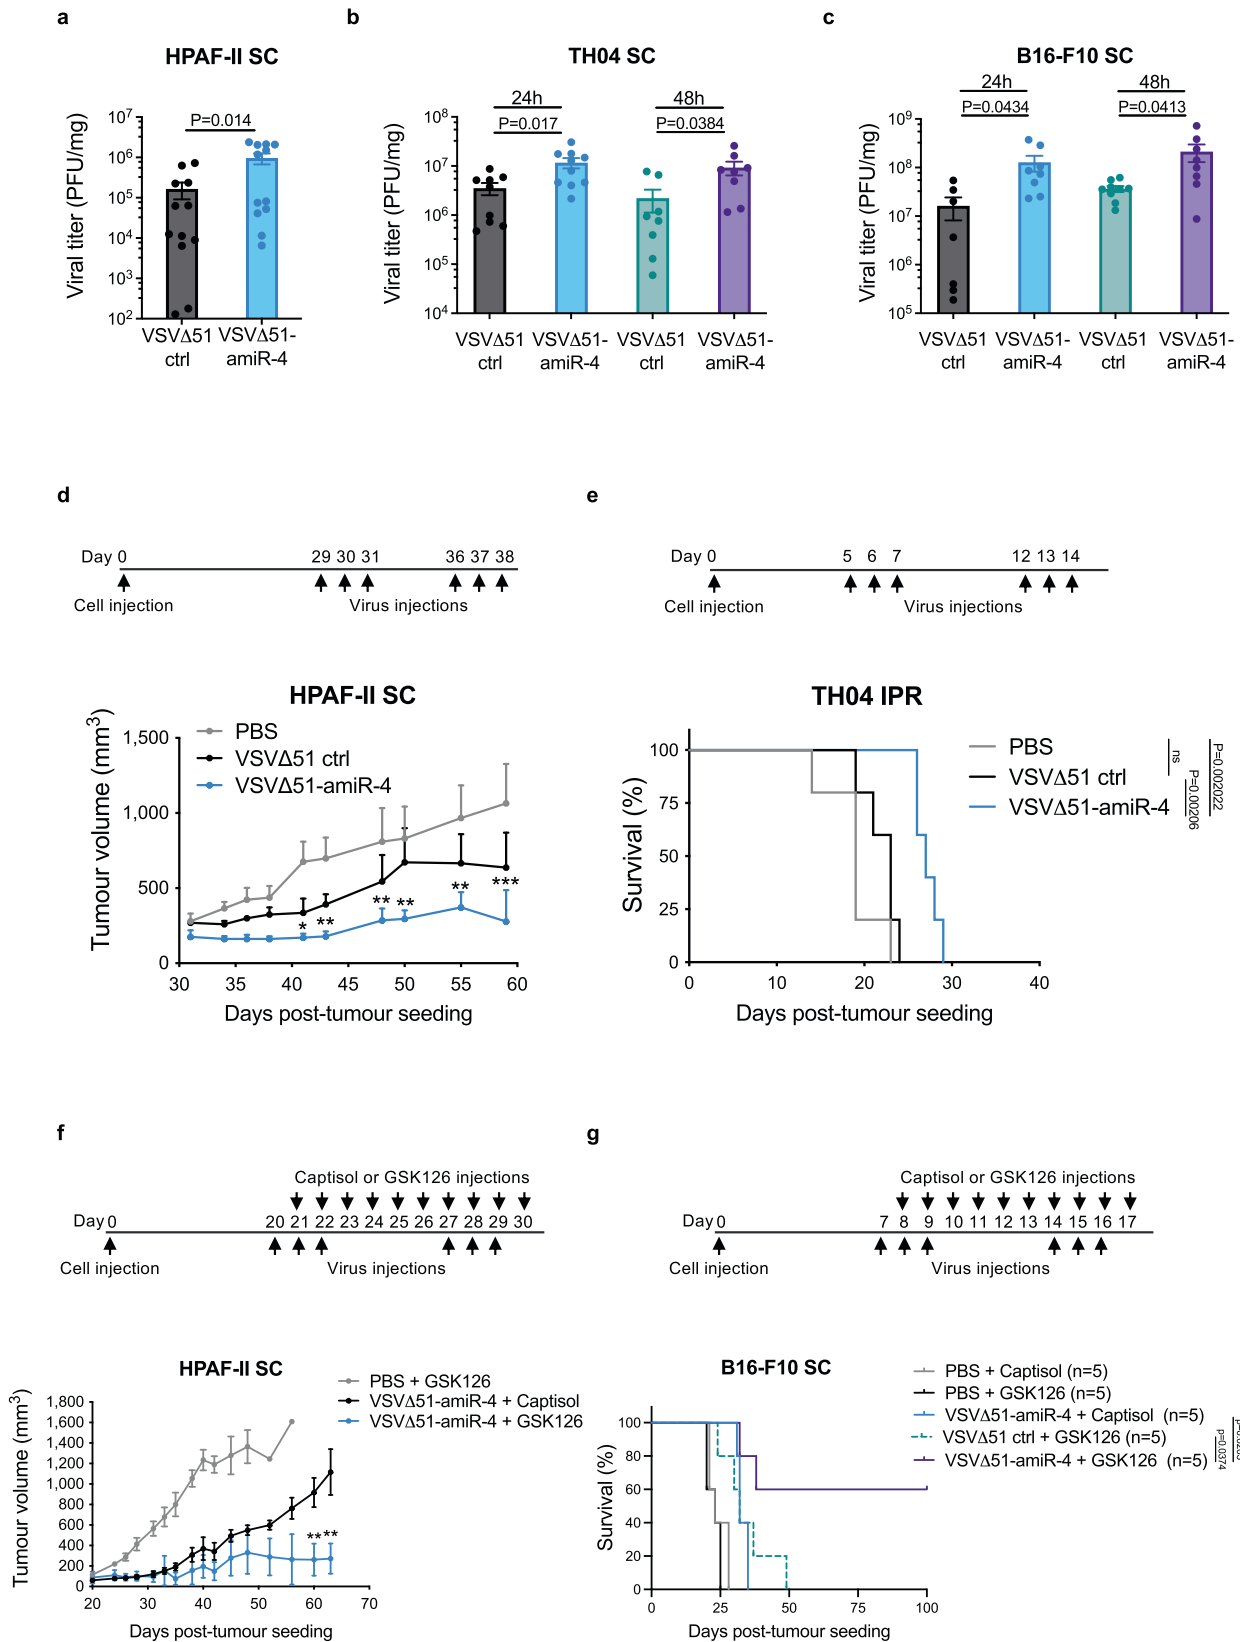 a
b
c
HPAF-II SC
TH04 SC
B16-F10 SC
P=0.014
24h
P=0.017
48h
P=0.0384
24h
P=0.0434
48h
P=0.0413
Viral titer (PFU/mg)
10⁷
10⁶
10⁵
10⁴
10³
10²
VSVΔ51 ctrl
VSVΔ51-amiR-4
Viral titer (PFU/mg)
10⁸
10⁷
10⁶
10⁵
10⁴
VSVΔ51 ctrl
VSVΔ51-amiR-4
VSVΔ51 ctrl
VSVΔ51-amiR-4
Viral titer (PFU/mg)
10⁹
10⁸
10⁷
10⁶
10⁵
VSVΔ51 ctrl
VSVΔ51-amiR-4
VSVΔ51 ctrl
VSVΔ51-amiR-4
d
Day 0 29 30 31 36 37 38
Cell injection Virus injections
HPAF-II SC
PBS
VSVΔ51 ctrl
VSVΔ51-amiR-4
Tumour volume (mm³)
1,500
1,000
500
0
* ** ** ** ** ***
30 35 40 45 50 55 60
Days post-tumour seeding
e
Day 0 5 6 7 12 13 14
Cell injection Virus injections
TH04 IPR
PBS
VSVΔ51 ctrl
VSVΔ51-amiR-4
ns
P=0.00206
P=0.002022
Survival (%)
100
75
50
25
0
0 10 20 30 40
Days post-tumour seeding
f
Captisol or GSK126 injections
Day 0 20 21 22 23 24 25 26 27 28 29 30
Cell injection Virus injections
HPAF-II SC
PBS + GSK126
VSVΔ51-amiR-4 + Captisol
VSVΔ51-amiR-4 + GSK126
Tumour volume (mm³)
1,800
1,600
1,400
1,200
1,000
800
600
400
200
0
** **
20 30 40 50 60 70
Days post-tumour seeding
g
Captisol or GSK126 injections
Day 0 7 8 9 10 11 12 13 14 15 16 17
Cell injection Virus injections
B16-F10 SC
PBS + Captisol (n=5)
PBS + GSK126 (n=5)
VSVΔ51-amiR-4 + Captisol (n=5)
VSVΔ51 ctrl + GSK126 (n=5)
VSVΔ51-amiR-4 + GSK126 (n=5)
p=0.0374
Survival (%)
100
80
60
40
20
0
0 25 50 75 100
Days post-tumour seeding